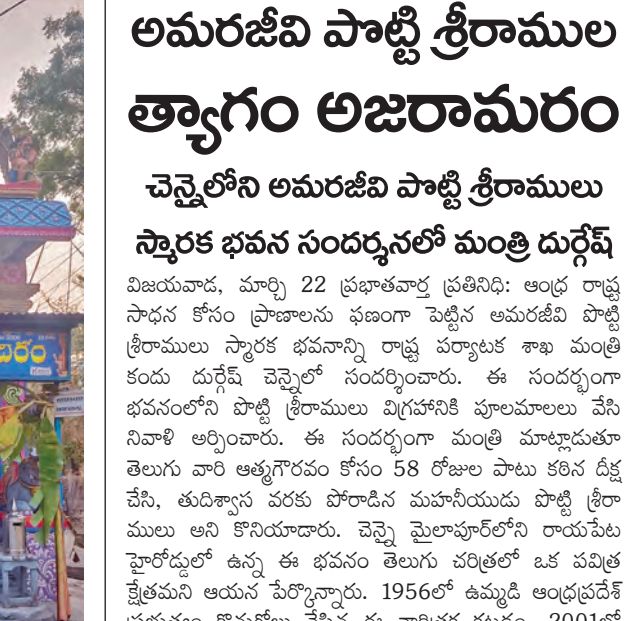 అమరజీవి పొట్టి శ్రీరాముల
త్యాగం అజరామరం
చెన్నైలోని అమరజీవి పొట్టి శ్రీరాములు
స్మారక భవన సందర్శనలో మంత్రి దుర్గేష్
విజయవాడ, మార్చి 22 ప్రభాతవార్త ప్రతినిధి: ఆంధ్ర రాష్ట్ర
సాధన కోసం ప్రాణాలను ఫణంగా పెట్టిన అమరజీవి పొట్టి
శ్రీరాములు స్మారక భవనాన్ని రాష్ట్ర పర్యాటక శాఖ మంత్రి
కందు దుర్గేష్ చెన్నైలో సందర్శించారు. ఈ సందర్భంగా
భవనంలోని పొట్టి శ్రీరాములు విగ్రహానికి పూలమాలలు వేసి
నివాళి అర్పించారు. ఈ సందర్భంగా మంత్రి మాట్లాడుతూ
తెలుగు వారి ఆత్మగౌరవం కోసం 58 రోజుల పాటు కఠిన దీక్ష
చేసి, తుదిశ్వాస వరకు పోరాడిన మహనీయుడు పొట్టి శ్రీరా
ములు అని కొనియాడారు. చెన్నై మైలాపూర్‌లోని రాయపేట
హైరోడ్డులో ఉన్న ఈ భవనం తెలుగు చరిత్రలో ఒక పవిత్ర
క్షేత్రమని ఆయన పేర్కొన్నారు. 1956లో ఉమ్మడి ఆంధ్రప్రదేశ్